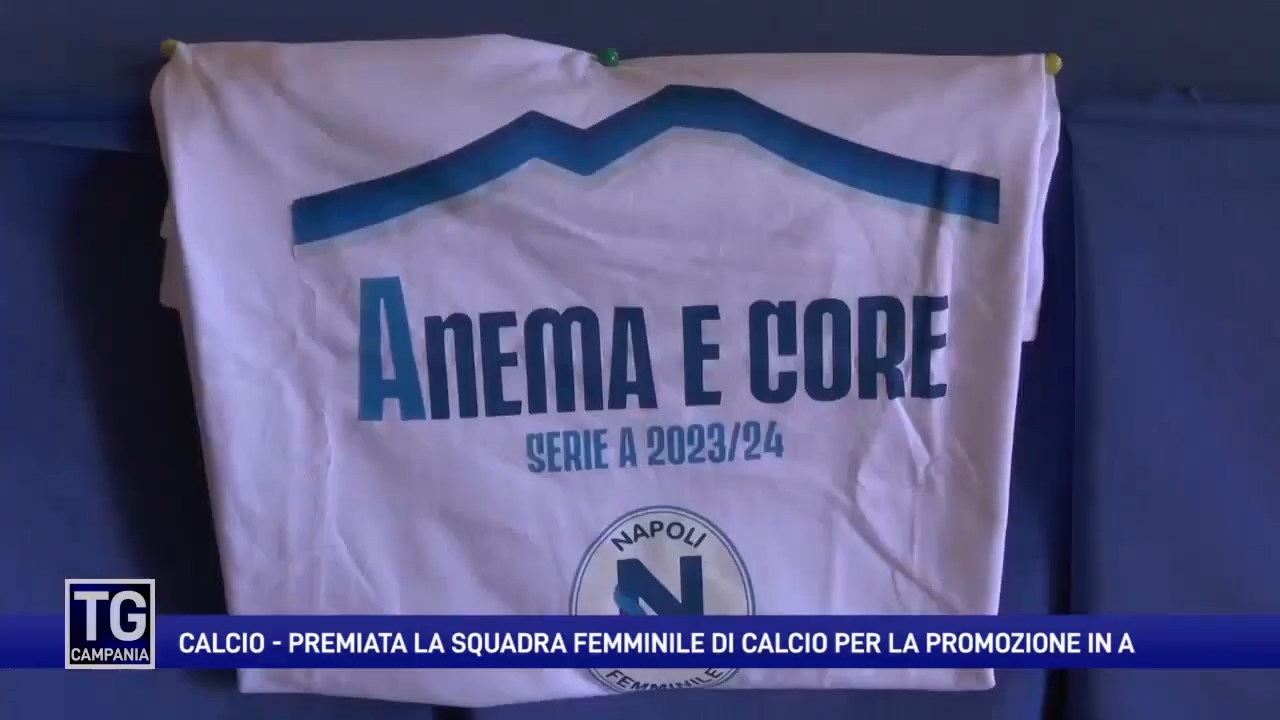 ANEMA E CORE
SERIE A 2023/24
NAPOLI
N
FEMMINILE
TG
CAMPANIA
CALCIO - PREMIATA LA SQUADRA FEMMINILE DI CALCIO PER LA PROMOZIONE IN A